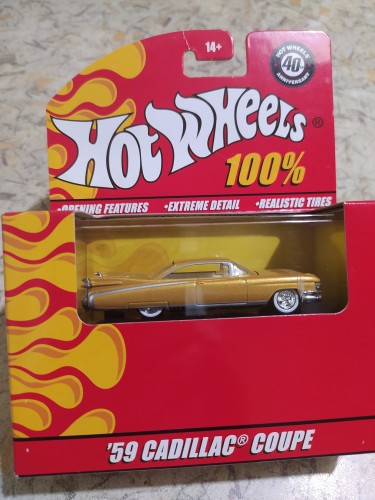 14+
HOT WHEELS
40th
ANNIVERSARY
HOT WHEELS®
100%
•OPENING FEATURES •EXTREME DETAIL •REALISTIC TIRES
'59 CADILLAC® COUPE